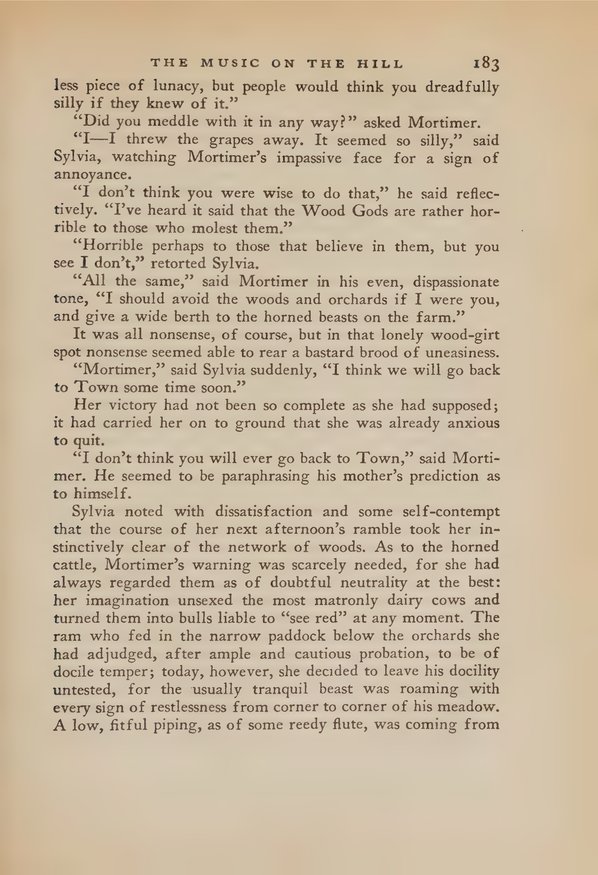 THE MUSIC ON THE HILL 183
less piece of lunacy, but people would think you dreadfully
silly if they knew of it.”
“Did you meddle with it in any way?” asked Mortimer.
“I—I threw the grapes away. It seemed so silly,” said
Sylvia, watching Mortimer’s impassive face for a sign of
annoyance.
“I don’t think you were wise to do that,” he said reflec-
tively. “I’ve heard it said that the Wood Gods are rather hor-
rible to those who molest them.”
“Horrible perhaps to those that believe in them, but you
see I don’t,” retorted Sylvia.
“All the same,” said Mortimer in his even, dispassionate
tone, “I should avoid the woods and orchards if I were you,
and give a wide berth to the horned beasts on the farm.”
It was all nonsense, of course, but in that lonely wood-girt
spot nonsense seemed able to rear a bastard brood of uneasiness.
“Mortimer,” said Sylvia suddenly, “I think we will go back
to Town some time soon.”
Her victory had not been so complete as she had supposed;
it had carried her on to ground that she was already anxious
to quit.
“I don’t think you will ever go back to Town,” said Morti-
mer. He seemed to be paraphrasing his mother’s prediction as
to himself.
Sylvia noted with dissatisfaction and some self-contempt
that the course of her next afternoon’s ramble took her in-
stinctively clear of the network of woods. As to the horned
cattle, Mortimer’s warning was scarcely needed, for she had
always regarded them as of doubtful neutrality at the best:
her imagination unsexed the most matronly dairy cows and
turned them into bulls liable to “see red” at any moment. The
ram who fed in the narrow paddock below the orchards she
had adjudged, after ample and cautious probation, to be of
docile temper; today, however, she decided to leave his docility
untested, for the usually tranquil beast was roaming with
every sign of restlessness from corner to corner of his meadow.
A low, fitful piping, as of some reedy flute, was coming from